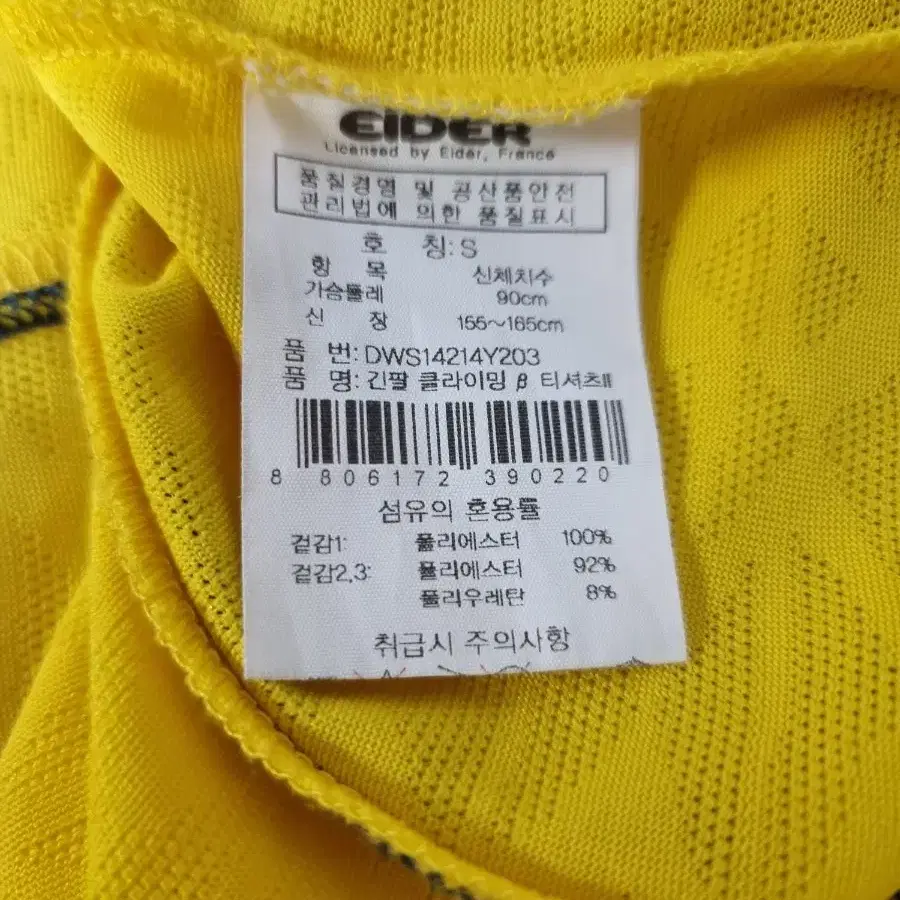 EIDER
Licensed by Eider, France
품질경영 및 공산품안전
관리법에 의한 품질표시
호 칭: S
항 목 신체치수
가슴둘레 90cm
신 장 155~165cm
품 번: DWS14214Y203
품 명: 긴팔 클라이밍 β 티셔츠II
8 806172 390220
섬유의 혼용률
겉감1: 폴리에스터 100%
겉감2,3: 폴리에스터 92%
폴리우레탄 8%
취급시 주의사항